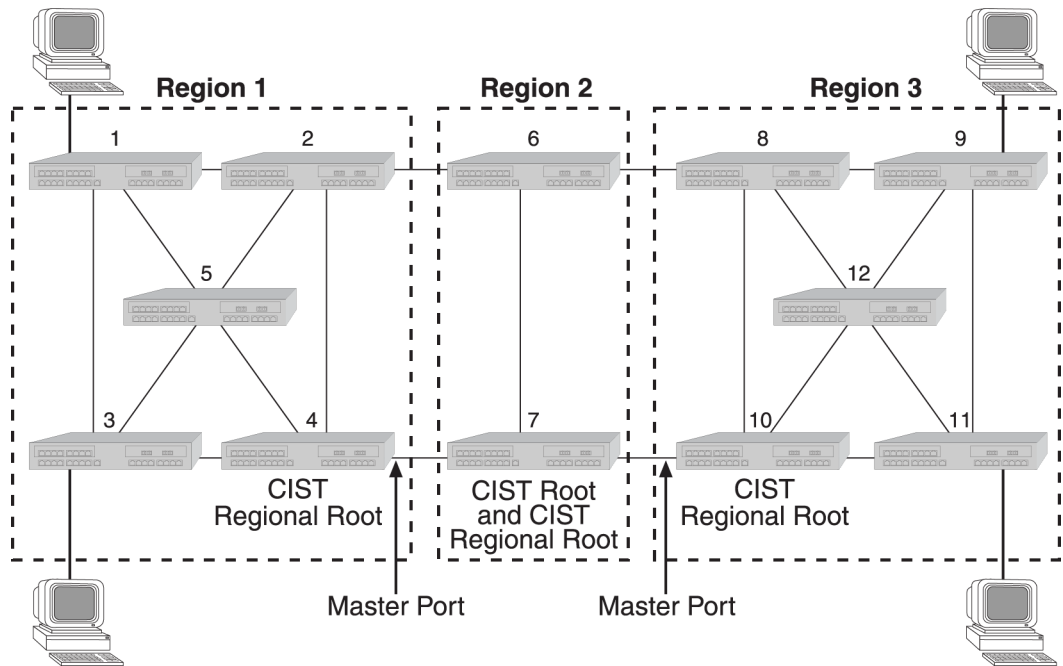 Region 1
Region 2
Region 3
1
2
6
8
9
5
12
3
4
7
10
11
CIST
Regional Root
CIST Root
and CIST
Regional Root
CIST
Regional Root
Master Port
Master Port